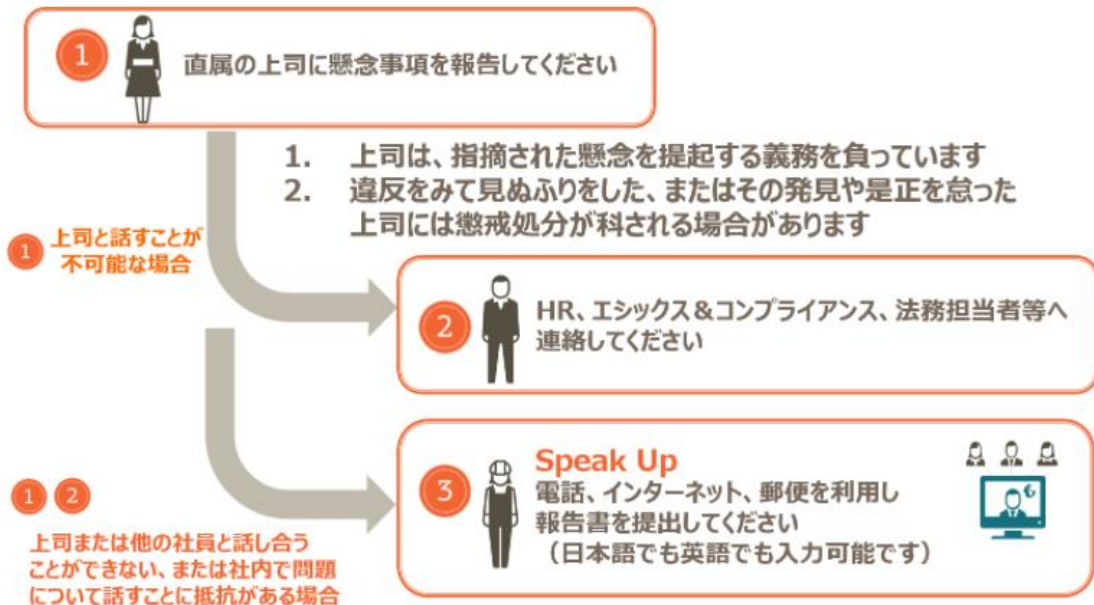 1
直属の上司に懸念事項を報告してください
1. 上司は、指摘された懸念を提起する義務を負っています
2. 違反をみて見ぬふりをした、またはその発見や是正を怠った
上司には懲戒処分が科される場合があります
1 上司と話すことが
不可能な場合
2
HR、エシックス&コンプライアンス、法務担当者等へ
連絡してください
3
Speak Up
電話、インターネット、郵便を利用し
報告書を提出してください
(日本語でも英語でも入力可能です)
1 2
上司または他の社員と話し合う
ことができない、または社内で問題
について話すことに抵抗がある場合